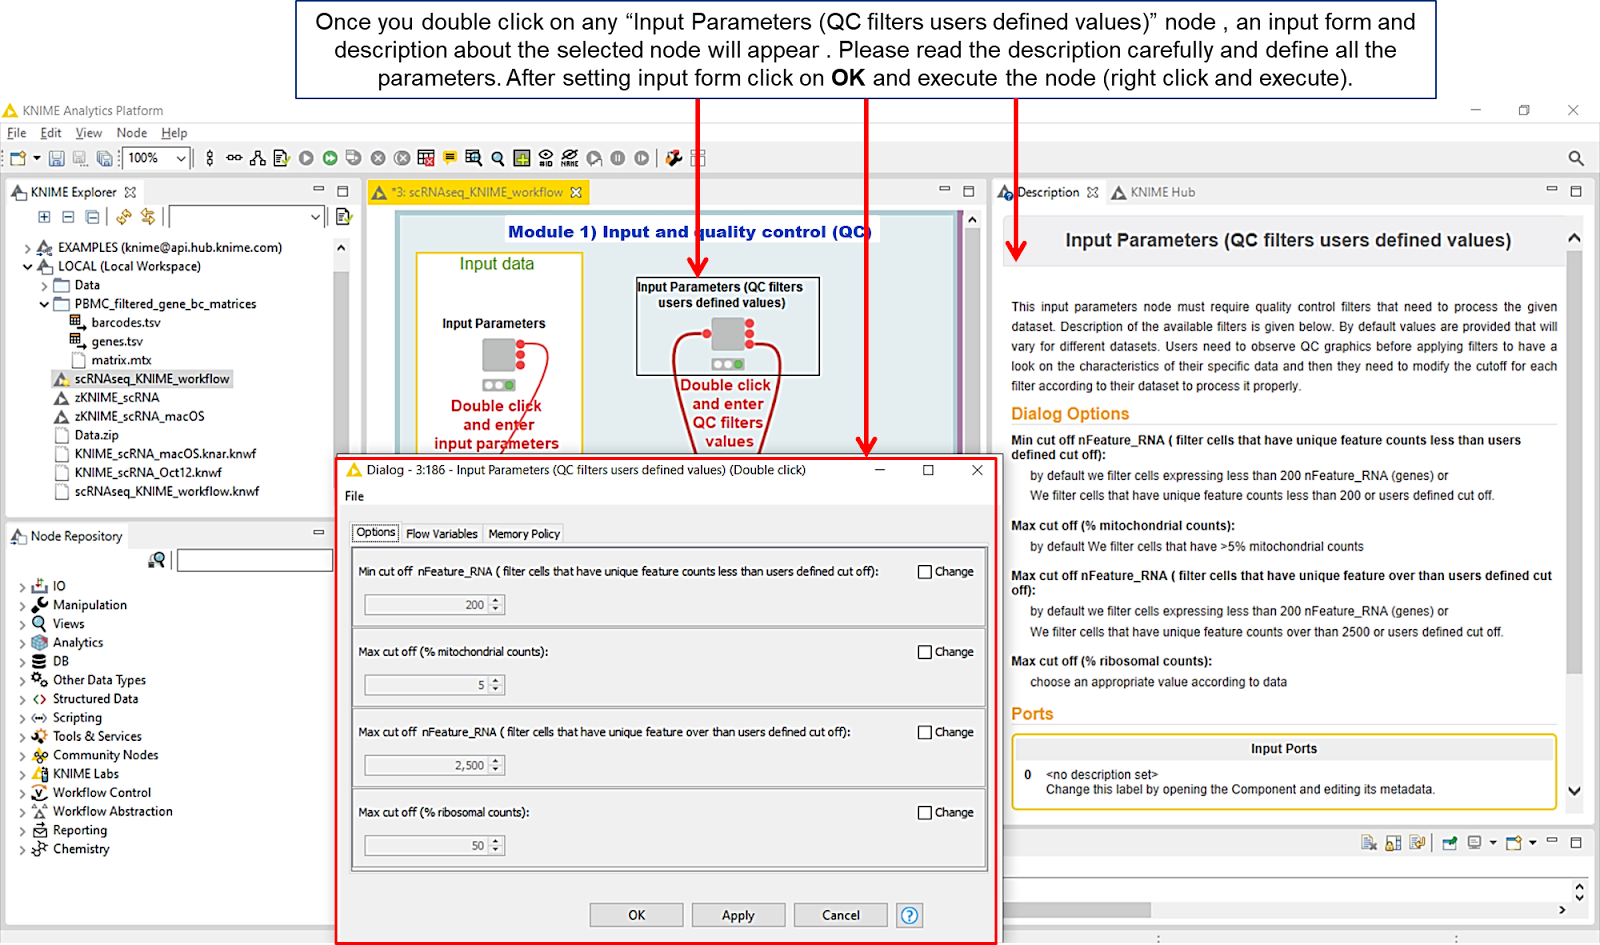 Once you double click on any “Input Parameters (QC filters users defined values)” node , an input form and
description about the selected node will appear . Please read the description carefully and define all the
parameters. After setting input form click on OK and execute the node (right click and execute).
KNIME Analytics Platform
File Edit View Node Help
100%
KNIME Explorer
EXAMPLES (knime@api.hub.knime.com)
LOCAL (Local Workspace)
Data
PBMC_filtered_gene_bc_matrices
barcodes.tsv
genes.tsv
matrix.mtx
scRNAseq_KNIME_workflow
zKNIME_scRNA
zKNIME_scRNA_macOS
Data.zip
KNIME_scRNA_macOS.knar.knwf
KNIME_scRNA_Oct12.knwf
scRNAseq_KNIME_workflow.knwf
Node Repository
IO
Manipulation
Views
Analytics
DB
Other Data Types
Structured Data
Scripting
Tools & Services
Community Nodes
KNIME Labs
Workflow Control
Workflow Abstraction
Reporting
Chemistry
*3: scRNAseq_KNIME_workflow
Module 1) Input and quality control (QC)
Input data
Input Parameters
Double click
and enter
input parameters
Input Parameters (QC filters
users defined values)
Double click
and enter
QC filters
values
Dialog - 3:186 - Input Parameters (QC filters users defined values) (Double click)
File
Options Flow Variables Memory Policy
Min cut off nFeature_RNA ( filter cells that have unique feature counts less than users defined cut off): Change
200
Max cut off (% mitochondrial counts): Change
5
Max cut off nFeature_RNA ( filter cells that have unique feature over than users defined cut off): Change
2,500
Max cut off (% ribosomal counts): Change
50
OK Apply Cancel ?
Description KNIME Hub
Input Parameters (QC filters users defined values)
This input parameters node must require quality control filters that need to process the given
dataset. Description of the available filters is given below. By default values are provided that will
vary for different datasets. Users need to observe QC graphics before applying filters to have a
look on the characteristics of their specific data and then they need to modify the cutoff for each
filter according to their dataset to process it properly.
Dialog Options
Min cut off nFeature_RNA ( filter cells that have unique feature counts less than users
defined cut off):
by default we filter cells expressing less than 200 nFeature_RNA (genes) or
We filter cells that have unique feature counts less than 200 or users defined cut off.
Max cut off (% mitochondrial counts):
by default We filter cells that have >5% mitochondrial counts
Max cut off nFeature_RNA ( filter cells that have unique feature over than users defined cut
off):
by default we filter cells expressing less than 200 nFeature_RNA (genes) or
We filter cells that have unique feature counts over than 2500 or users defined cut off.
Max cut off (% ribosomal counts):
choose an appropriate value according to data
Ports
Input Ports
0 <no description set>
Change this label by opening the Component and editing its metadata.